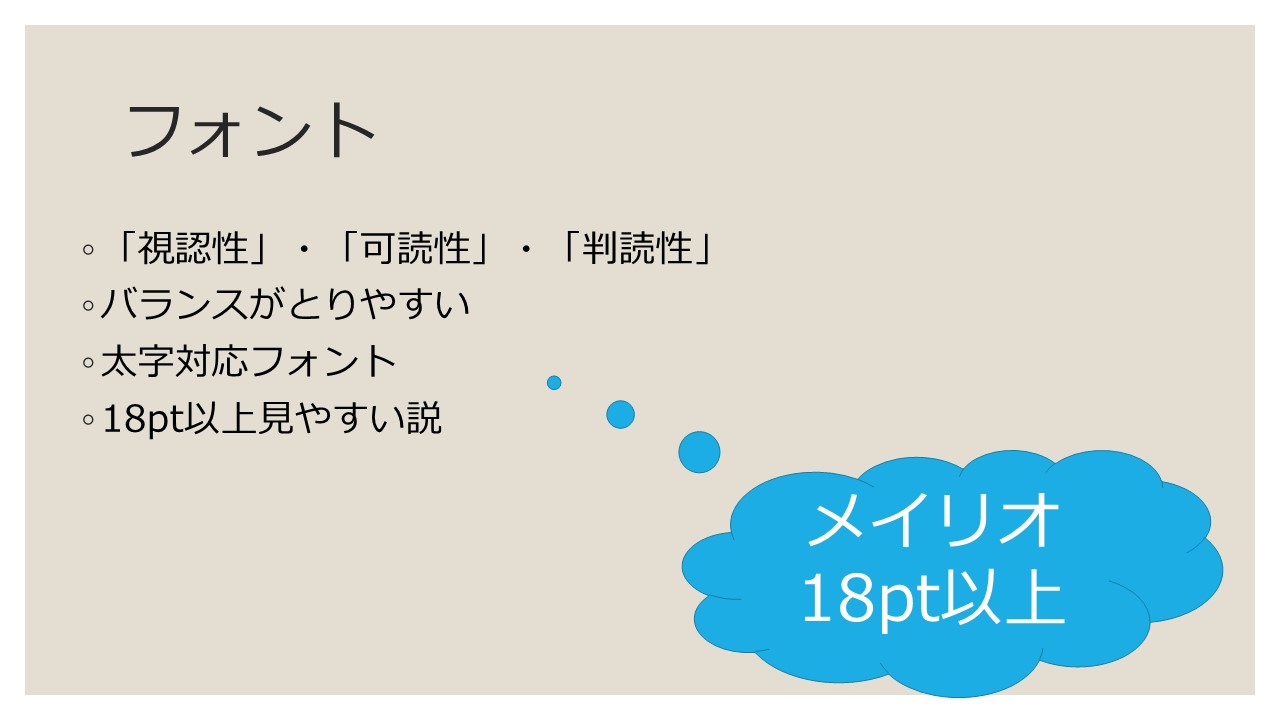 フォント
◦「視認性」・「可読性」・「判読性」
◦バランスがとりやすい
◦太字対応フォント
◦18pt以上見やすい説
メイリオ
18pt以上